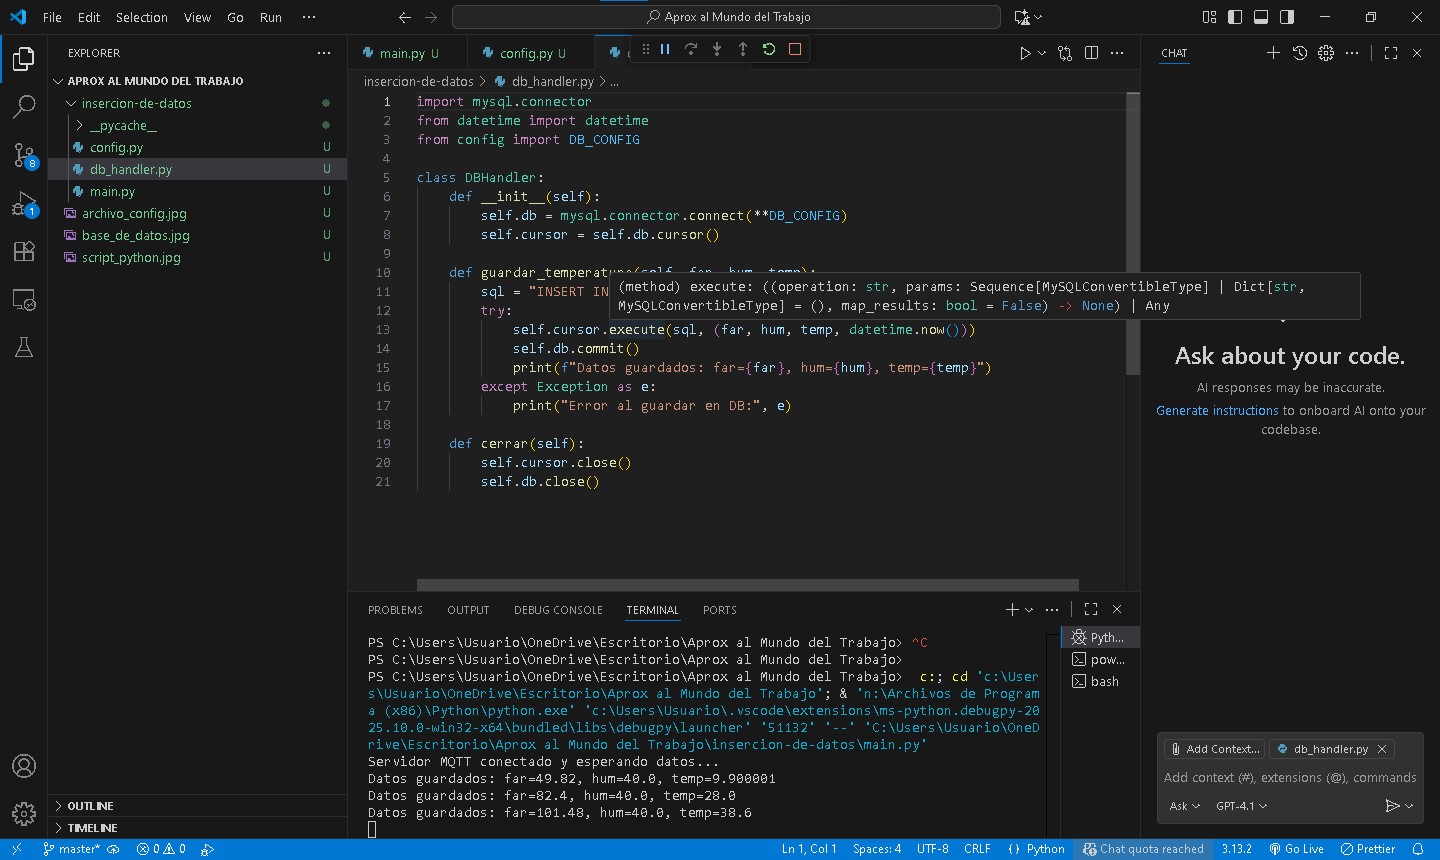 File Edit Selection View Go Run ··· Aprox al Mundo del Trabajo
EXPLORER
APROX AL MUNDO DEL TRABAJO
insercion-de-datos
__pycache__
config.py U
db_handler.py U
main.py U
archivo_config.jpg U
base_de_datos.jpg U
script_python.jpg U
OUTLINE
TIMELINE
8
1
main.py U config.py U
insercion-de-datos > db_handler.py > ...
1 import mysql.connector
2 from datetime import datetime
3 from config import DB_CONFIG
4
5 class DBHandler:
6 def __init__(self):
7 self.db = mysql.connector.connect(**DB_CONFIG)
8 self.cursor = self.db.cursor()
9
10 def guardar_temperatura(self, far, hum, temp):
11 sql = "INSERT IN
(method) execute: ((operation: str, params: Sequence[MySQLConvertibleType] | Dict[str,
MySQLConvertibleType] = (), map_results: bool = False) -> None) | Any
12 try:
13 self.cursor.execute(sql, (far, hum, temp, datetime.now()))
14 self.db.commit()
15 print(f"Datos guardados: far={far}, hum={hum}, temp={temp}")
16 except Exception as e:
17 print("Error al guardar en DB:", e)
18
19 def cerrar(self):
20 self.cursor.close()
21 self.db.close()
PROBLEMS OUTPUT DEBUG CONSOLE TERMINAL PORTS
PS C:\Users\Usuario\OneDrive\Escritorio\Aprox al Mundo del Trabajo> ^C
PS C:\Users\Usuario\OneDrive\Escritorio\Aprox al Mundo del Trabajo>
PS C:\Users\Usuario\OneDrive\Escritorio\Aprox al Mundo del Trabajo> c:; cd 'c:\User
s\Usuario\OneDrive\Escritorio\Aprox al Mundo del Trabajo'; & 'n:\Archivos de Program
a (x86)\Python\python.exe' 'c:\Users\Usuario\.vscode\extensions\ms-python.debugpy-20
25.10.0-win32-x64\bundled\libs\debugpy\launcher' '51132' '--' 'C:\Users\Usuario\OneD
rive\Escritorio\Aprox al Mundo del Trabajo\insercion-de-datos\main.py'
Servidor MQTT conectado y esperando datos...
Datos guardados: far=49.82, hum=40.0, temp=9.900001
Datos guardados: far=82.4, hum=40.0, temp=28.0
Datos guardados: far=101.48, hum=40.0, temp=38.6
Pyth...
pow...
bash
CHAT
Ask about your code.
AI responses may be inaccurate.
Generate instructions to onboard AI onto your
codebase.
Add Context... db_handler.py
Add context (#), extensions (@), commands
Ask GPT-4.1
master* 0 0 Ln 1, Col 1 Spaces: 4 UTF-8 CRLF {} Python Chat quota reached 3.13.2 Go Live Prettier